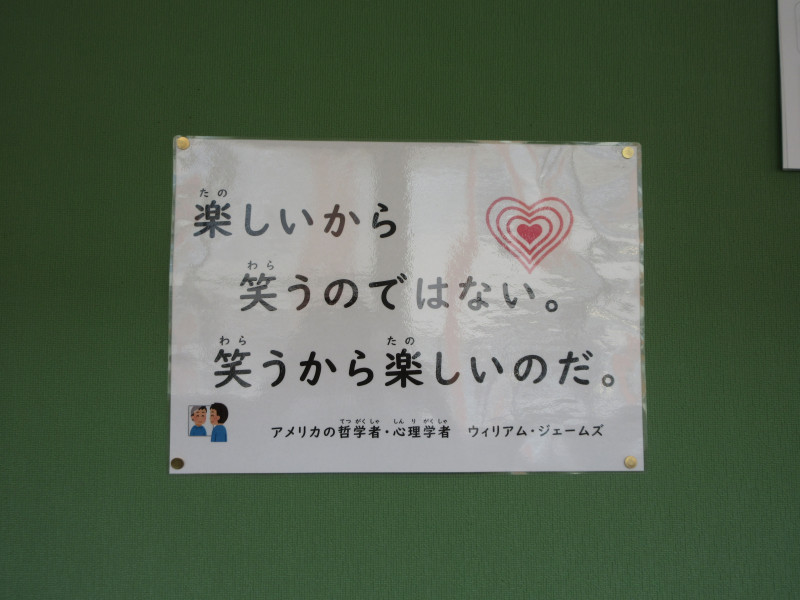 楽しいから
笑うのではない。
笑うから楽しいのだ。
アメリカの哲学者・心理学者 ウィリアム・ジェームズ